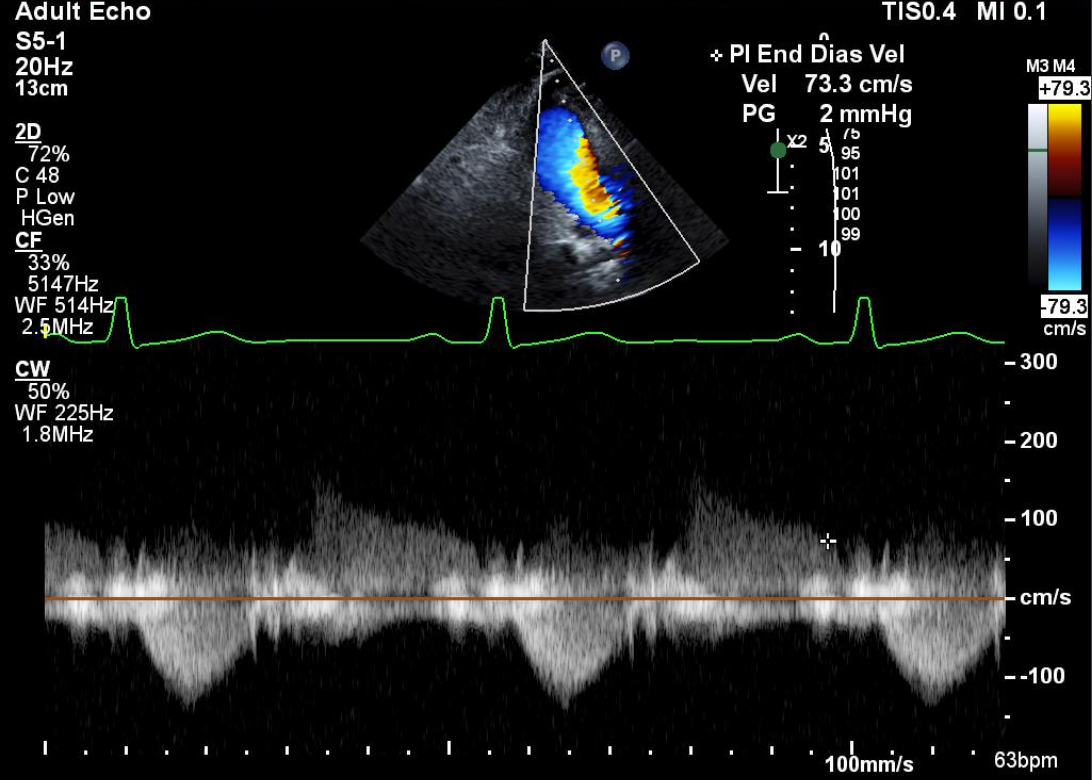 Adult Echo
TIS0.4 MI 0.1
S5-1
20Hz
13cm
2D
72%
C 48
P Low
HGen
CF
33%
5147Hz
WF 514Hz
2.5MHz
CW
50%
WF 225Hz
1.8MHz
P
PI End Dias Vel
Vel 73.3 cm/s
PG 2 mmHg
X2
0
5
10
75
95
101
101
100
99
M3 M4
+79.3
-79.3
cm/s
300
200
100
cm/s
-100
100mm/s
63bpm